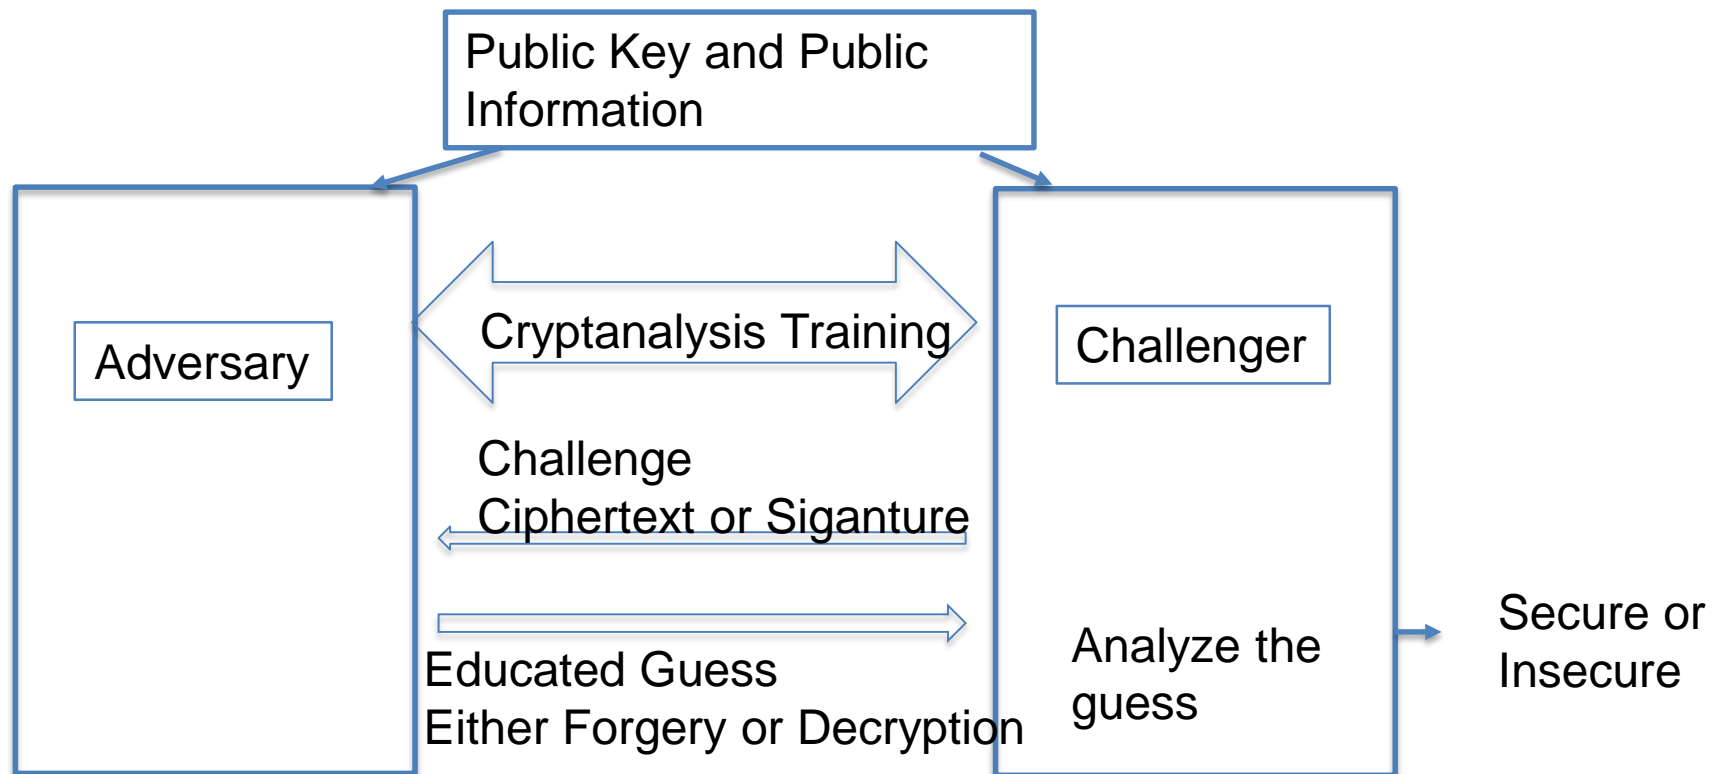 Public Key and Public
Information
Adversary
Cryptanalysis Training
Challenger
Challenge
Ciphertext or Siganture
Educated Guess
Either Forgery or Decryption
Analyze the
guess
Secure or
Insecure